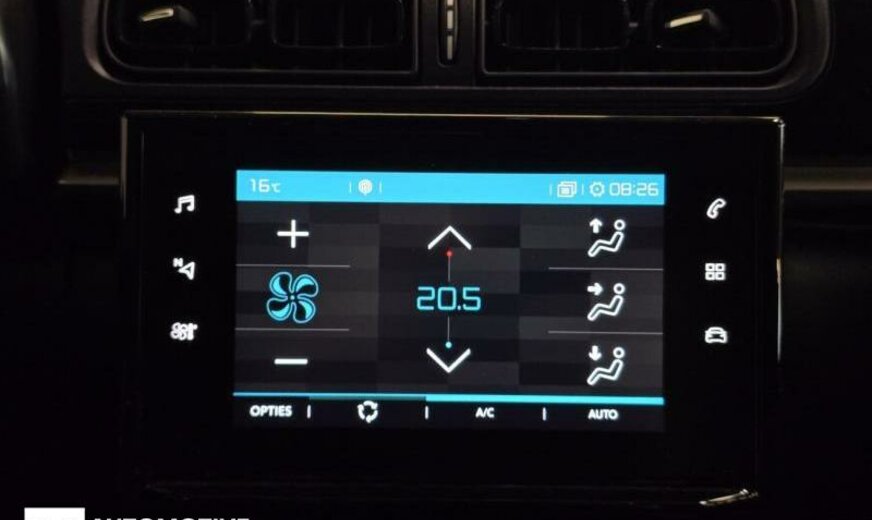 16°C 08:26
N
20.5
OPTIES A/C AUTO
AUTOMOTIVE